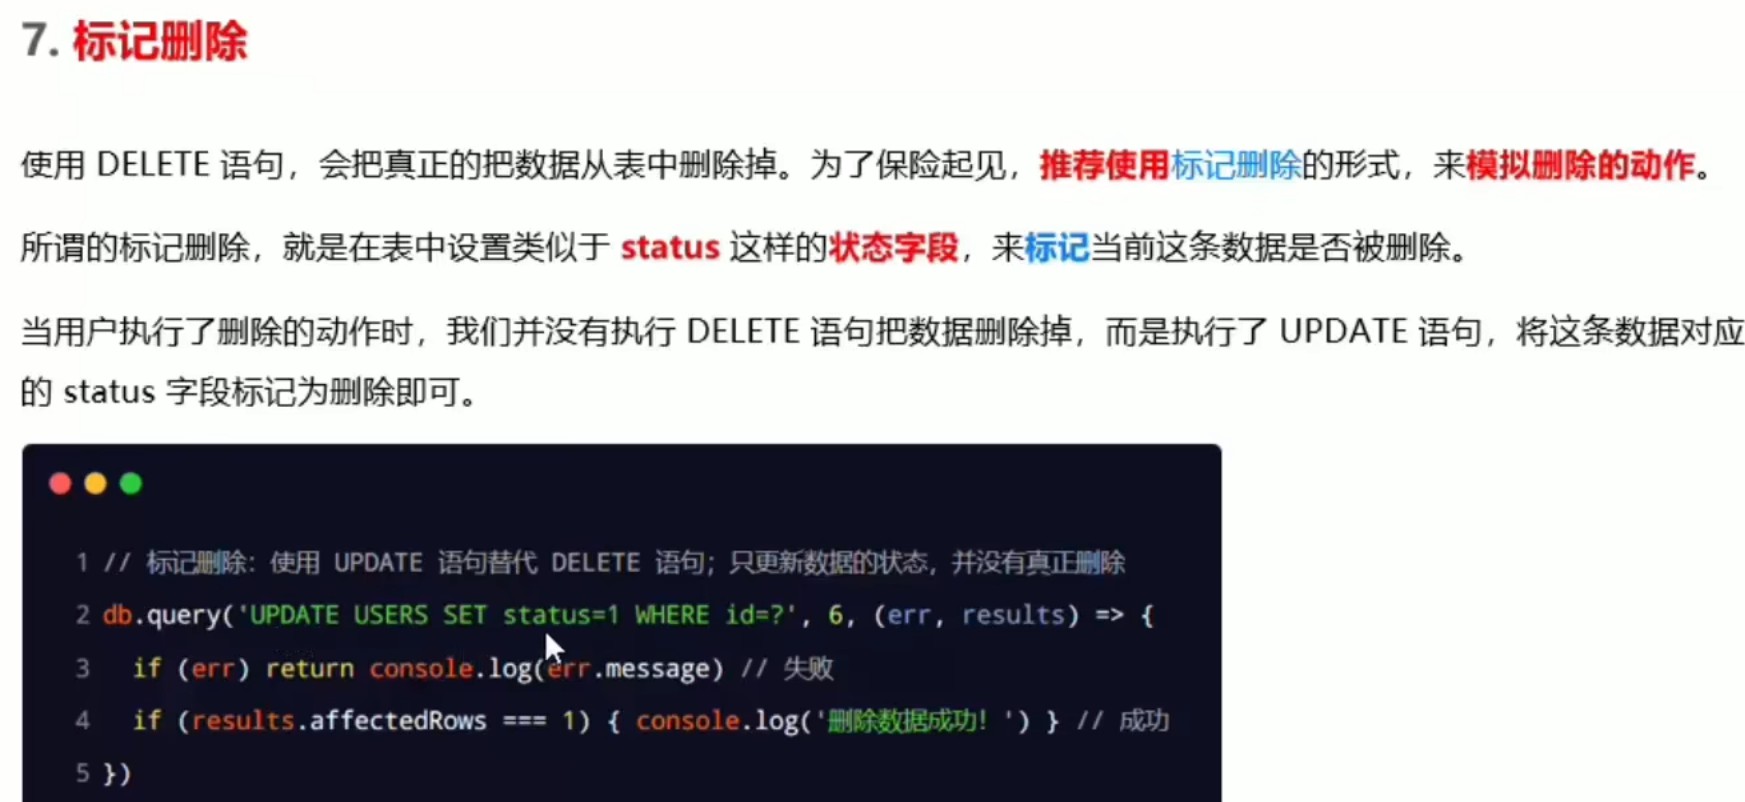 7. 标记删除
使用 DELETE 语句，会把真正的把数据从表中删除掉。为了保险起见，推荐使用标记删除的形式，来模拟删除的动作。
所谓的标记删除，就是在表中设置类似于 status 这样的状态字段，来标记当前这条数据是否被删除。
当用户执行了删除的动作时，我们并没有执行 DELETE 语句把数据删除掉，而是执行了 UPDATE 语句，将这条数据对应
的 status 字段标记为删除即可。
1 // 标记删除：使用 UPDATE 语句替代 DELETE 语句；只更新数据的状态，并没有真正删除
2 db.query('UPDATE USERS SET status=1 WHERE id=?', 6, (err, results) => {
3   if (err) return console.log(err.message) // 失败
4   if (results.affectedRows === 1) { console.log('删除数据成功！') } // 成功
5 })